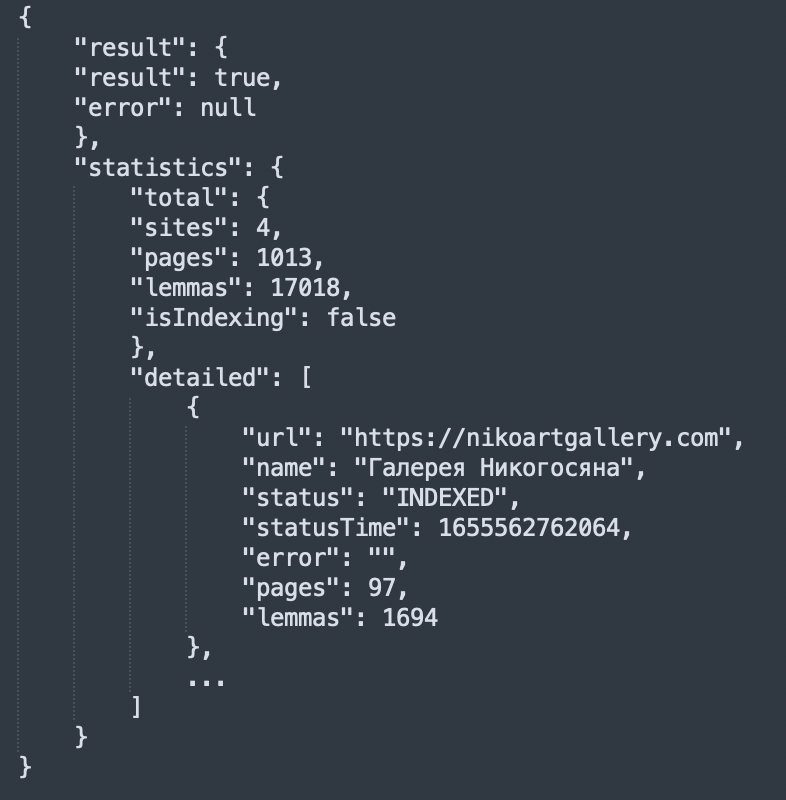 {
"result": {
"result": true,
"error": null
},
"statistics": {
"total": {
"sites": 4,
"pages": 1013,
"lemmas": 17018,
"isIndexing": false
},
"detailed": [
{
"url": "https://nikoartgallery.com",
"name": "Галерея Никогосяна",
"status": "INDEXED",
"statusTime": 1655562762064,
"error": "",
"pages": 97,
"lemmas": 1694
},
...
]
}
}